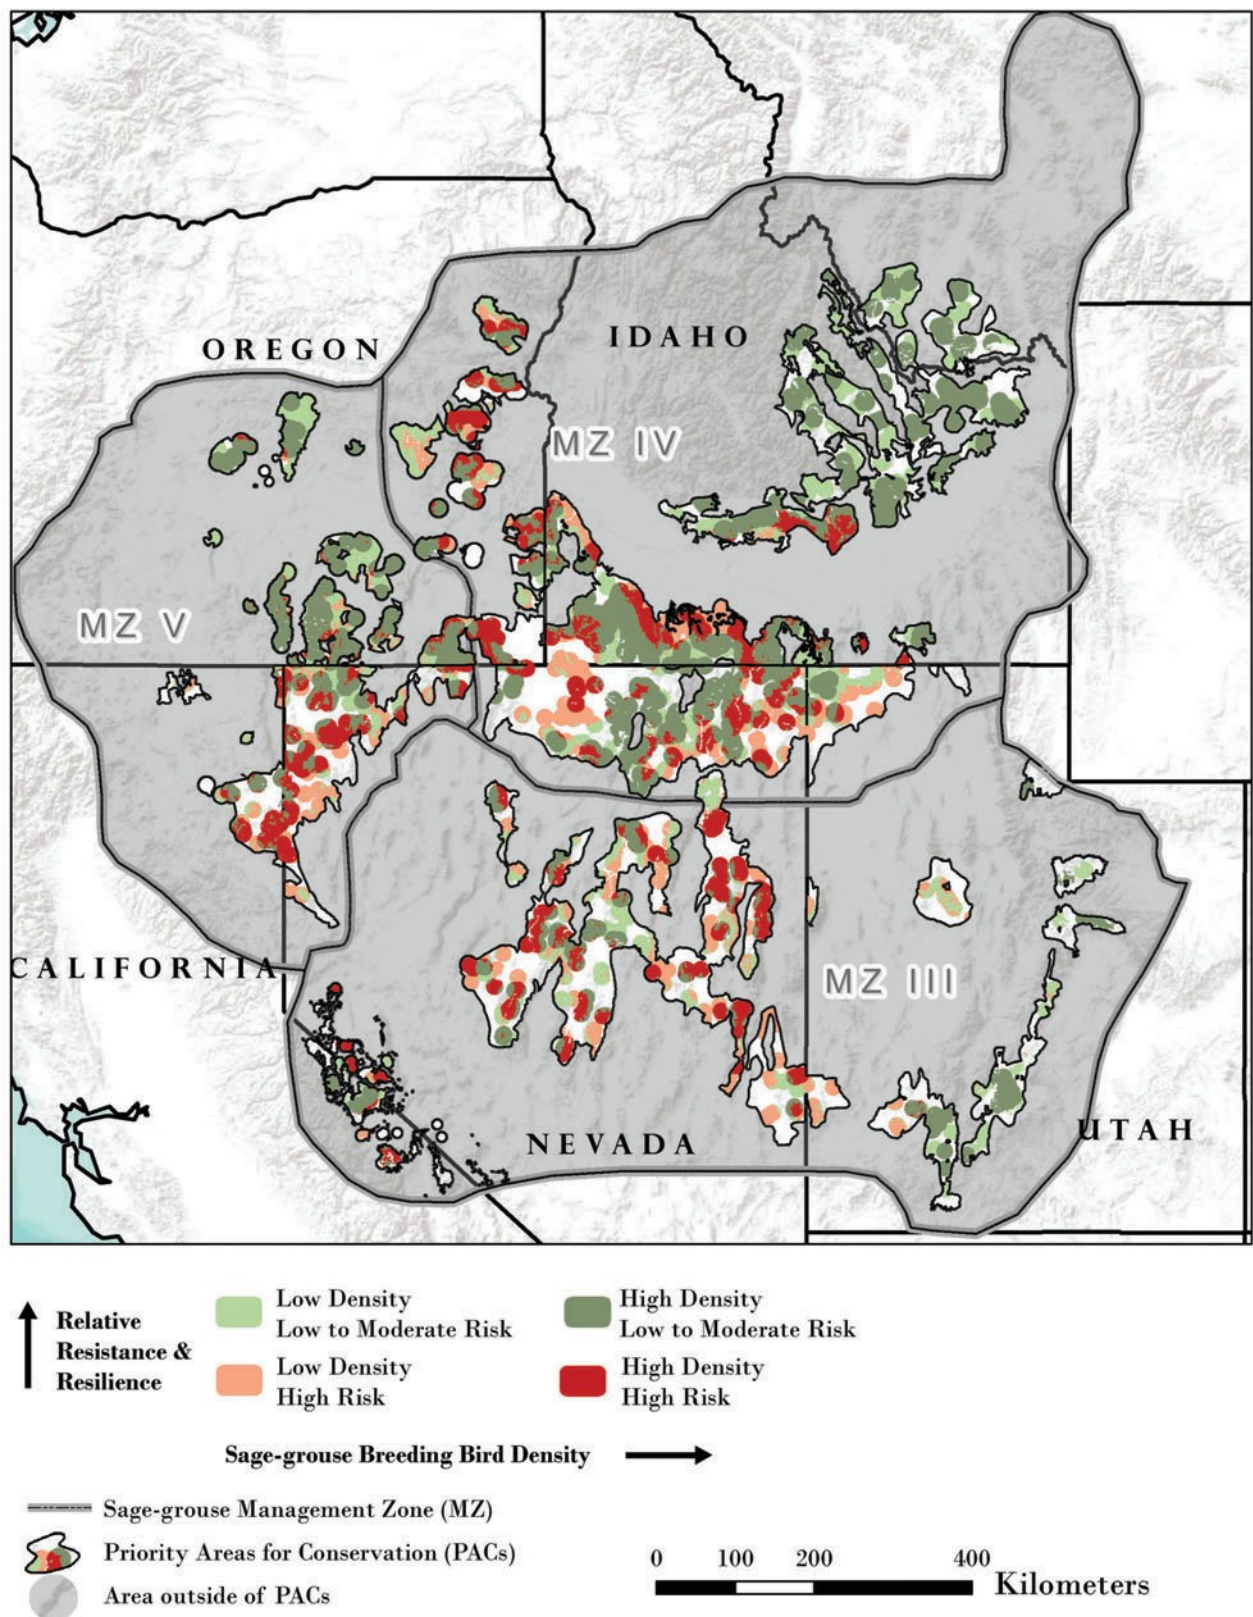 OREGON
IDAHO
MZ IV
MZ V
CALIFORNIA
MZ III
NEVADA
UTAH
Relative
Resistance &
Resilience
Low Density
Low to Moderate Risk
High Density
Low to Moderate Risk
Low Density
High Risk
High Density
High Risk
Sage-grouse Breeding Bird Density
Sage-grouse Management Zone (MZ)
Priority Areas for Conservation (PACs)
Area outside of PACs
0 100 200 400
Kilometers